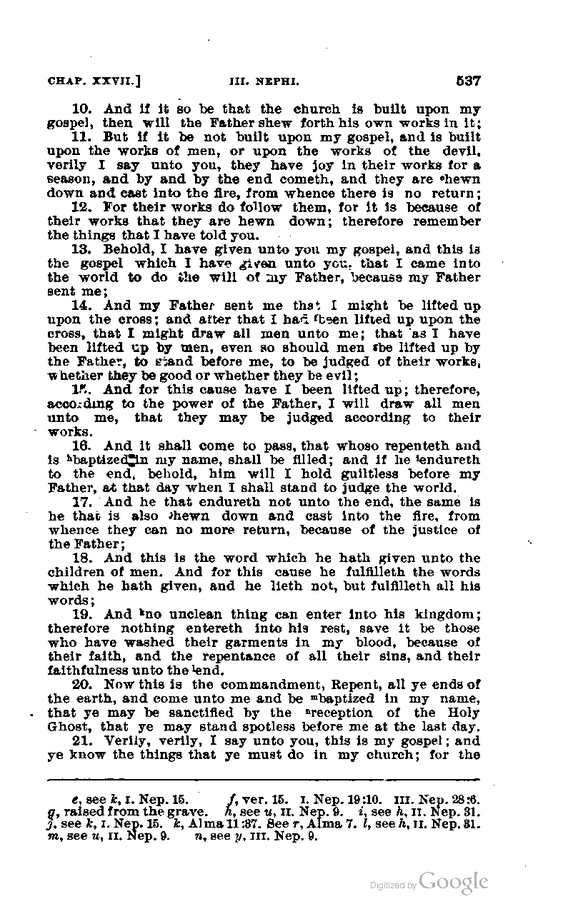 CHAP. XXVII.] III. NEPHI. 537
10. And if it so be that the church is built upon my
gospel, then will the Father shew forth his own works in it;
11. But if it be not built upon my gospel, and is built
upon the works of men, or upon the works of the devil,
verily I say unto you, they have joy in their works for a
season, and by and by the end cometh, and they are ᵉhewn
down and cast into the fire, from whence there is no return;
12. For their works do follow them, for it is because of
their works that they are hewn down; therefore remember
the things that I have told you.
13. Behold, I have given unto you my gospel, and this is
the gospel which I have given unto you, that I came into
the world to do the will of my Father, because my Father
sent me;
14. And my Father sent me that I might be lifted up
upon the cross; and after that I had ᶠbeen lifted up upon the
cross, that I might draw all men unto me; that as I have
been lifted up by men, even so should men ᵍbe lifted up by
the Father, to stand before me, to be judged of their works,
whether they be good or whether they be evil;
15. And for this cause have I been lifted up; therefore,
according to the power of the Father, I will draw all men
unto me, that they may be judged according to their
works.
16. And it shall come to pass, that whoso repenteth and
is ʰbaptized in my name, shall be filled; and if he ⁱendureth
to the end, behold, him will I hold guiltless before my
Father, at that day when I shall stand to judge the world.
17. And he that endureth not unto the end, the same is
he that is also ʲhewn down and cast into the fire, from
whence they can no more return, because of the justice of
the Father;
18. And this is the word which he hath given unto the
children of men. And for this cause he fulfilleth the words
which he hath given, and he lieth not, but fulfilleth all his
words;
19. And ᵏno unclean thing can enter into his kingdom;
therefore nothing entereth into his rest, save it be those
who have washed their garments in my blood, because of
their faith, and the repentance of all their sins, and their
faithfulness unto the ˡend.
20. Now this is the commandment, Repent, all ye ends of
the earth, and come unto me and be ᵐbaptized in my name,
that ye may be sanctified by the ⁿreception of the Holy
Ghost, that ye may stand spotless before me at the last day.
21. Verily, verily, I say unto you, this is my gospel; and
ye know the things that ye must do in my church; for the
e, see k, I. Nep. 15. f, ver. 15. I. Nep. 19:10. III. Nep. 28:6.
g, raised from the grave. h, see u, II. Nep. 9. i, see h, II. Nep. 31.
j, see k, I. Nep. 15. k, Alma 11:37. See r, Alma 7. l, see h, II. Nep. 31.
m, see u, II. Nep. 9. n, see y, III. Nep. 9.
Digitized by Google